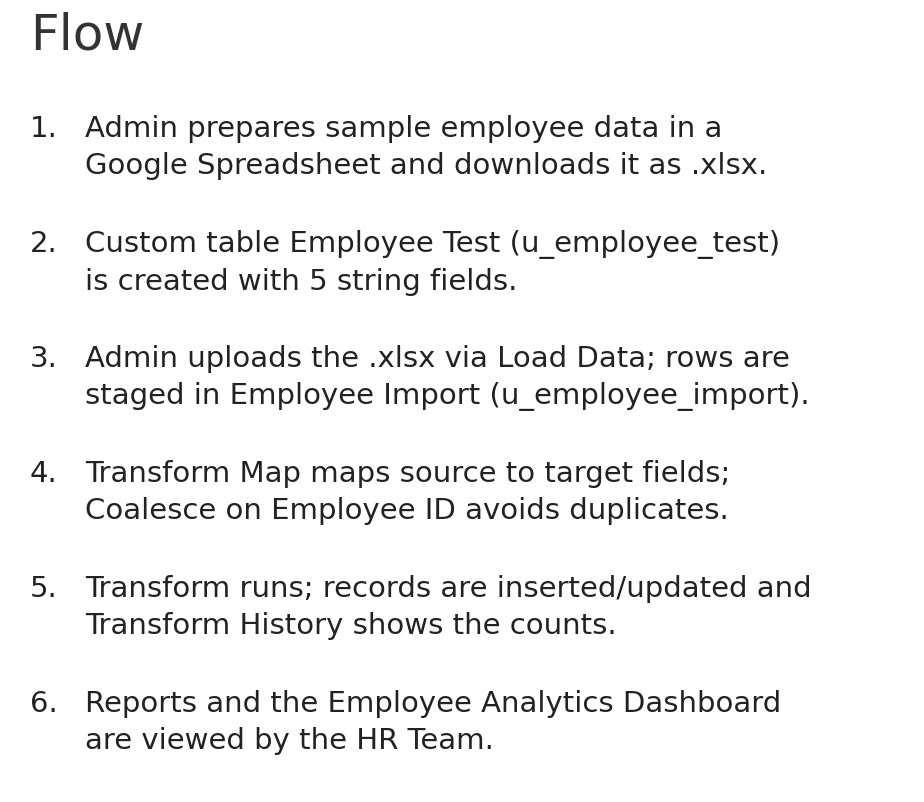 Flow
1. Admin prepares sample employee data in a
Google Spreadsheet and downloads it as .xlsx.
2. Custom table Employee Test (u_employee_test)
is created with 5 string fields.
3. Admin uploads the .xlsx via Load Data; rows are
staged in Employee Import (u_employee_import).
4. Transform Map maps source to target fields;
Coalesce on Employee ID avoids duplicates.
5. Transform runs; records are inserted/updated and
Transform History shows the counts.
6. Reports and the Employee Analytics Dashboard
are viewed by the HR Team.